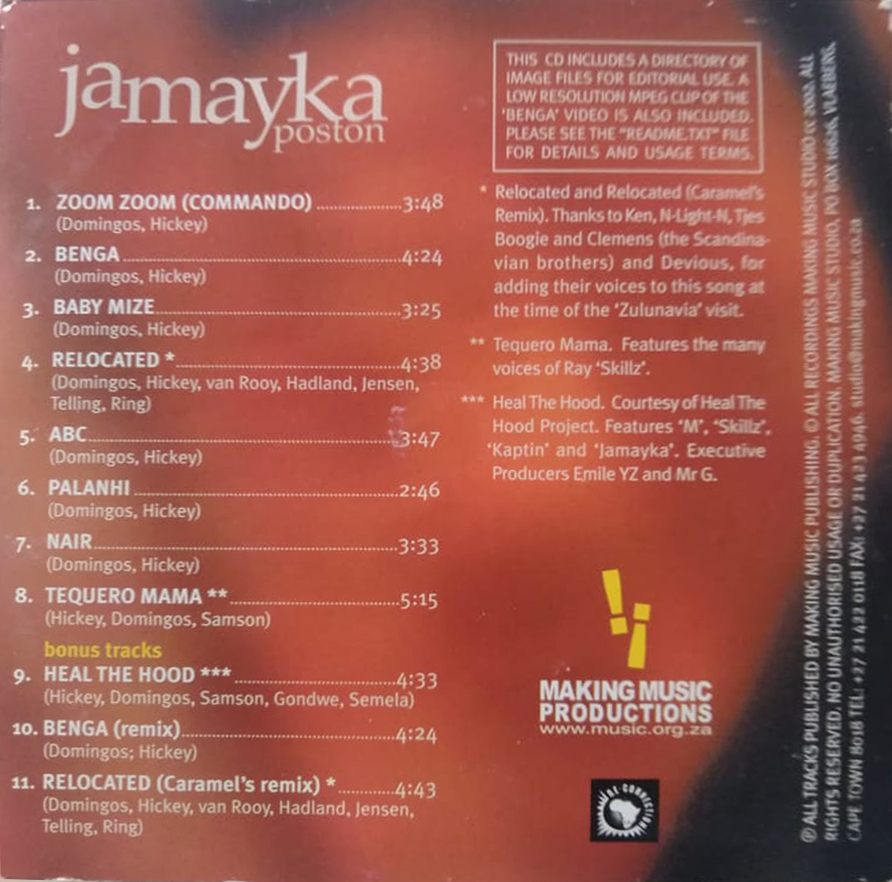 jamayka
poston
1. ZOOM ZOOM (COMMANDO) ....................3:48
(Domingos, Hickey)
2. BENGA ....................4:24
(Domingos, Hickey)
3. BABY MIZE....................3:25
(Domingos, Hickey)
4. RELOCATED *....................4:38
(Domingos, Hickey, van Rooy, Hadland, Jensen,
Telling, Ring)
5. ABC....................3:47
(Domingos, Hickey)
6. PALANHI ....................2:46
(Domingos, Hickey)
7. NAIR....................3:33
(Domingos, Hickey)
8. TEQUERO MAMA **....................5:15
(Hickey, Domingos, Samson)
bonus tracks
9. HEAL THE HOOD ***....................4:33
(Hickey, Domingos, Samson, Gondwe, Semela)
10. BENGA (remix)....................4:24
(Domingos; Hickey)
11. RELOCATED (Caramel's remix) *...........4:43
(Domingos, Hickey, van Rooy, Hadland, Jensen,
Telling, Ring)
THIS CD INCLUDES A DIRECTORY OF
IMAGE FILES FOR EDITORIAL USE. A
LOW RESOLUTION MPEG CLIP OF THE
'BENGA' VIDEO IS ALSO INCLUDED.
PLEASE SEE THE "README.TXT" FILE
FOR DETAILS AND USAGE TERMS.
* Relocated and Relocated (Caramel's
Remix). Thanks to Ken, N-Light-N, Tjes
Boogie and Clemens (the Scandina-
vian brothers) and Devious, for
adding their voices to this song at
the time of the 'Zulunavia' visit.
** Tequero Mama. Features the many
voices of Ray 'Skillz'.
*** Heal The Hood. Courtesy of Heal The
Hood Project. Features 'M', 'Skillz',
'Kaptin' and 'Jamayka'. Executive
Producers Emile YZ and Mr G.
MAKING MUSIC
PRODUCTIONS
www.music.org.za
RE-CONNECTION
℗ ALL TRACKS PUBLISHED BY MAKING MUSIC PUBLISHING. © ALL RECORDINGS MAKING MUSIC STUDIO cc 2002. ALL
RIGHTS RESERVED. NO UNAUTHORISED USAGE OR DUPLICATION. MAKING MUSIC STUDIO, PO BOX 16626, VLAEBERG,
CAPE TOWN 8018 TEL: +27 21 422 0118 FAX: +27 21 421 4946. studio@makingmusic.co.za